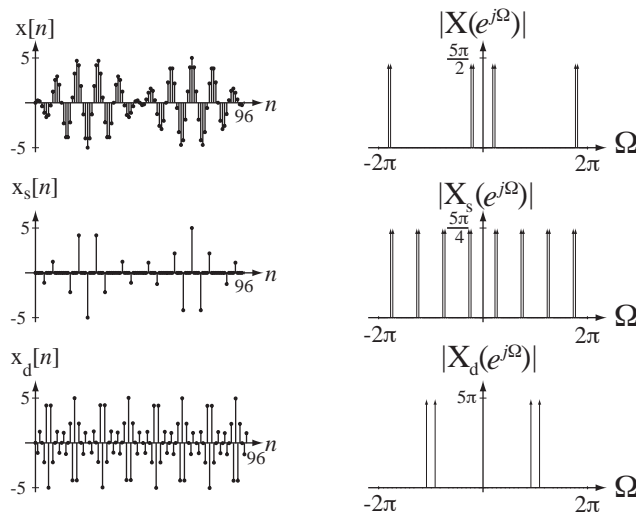 x[n]
5
-5
96
n
|X(e^{jΩ})|
5π/2
-2π
2π
Ω
x_s[n]
5
-5
96
n
|X_s(e^{jΩ})|
5π/4
-2π
2π
Ω
x_d[n]
5
-5
96
n
|X_d(e^{jΩ})|
5π
-2π
2π
Ω